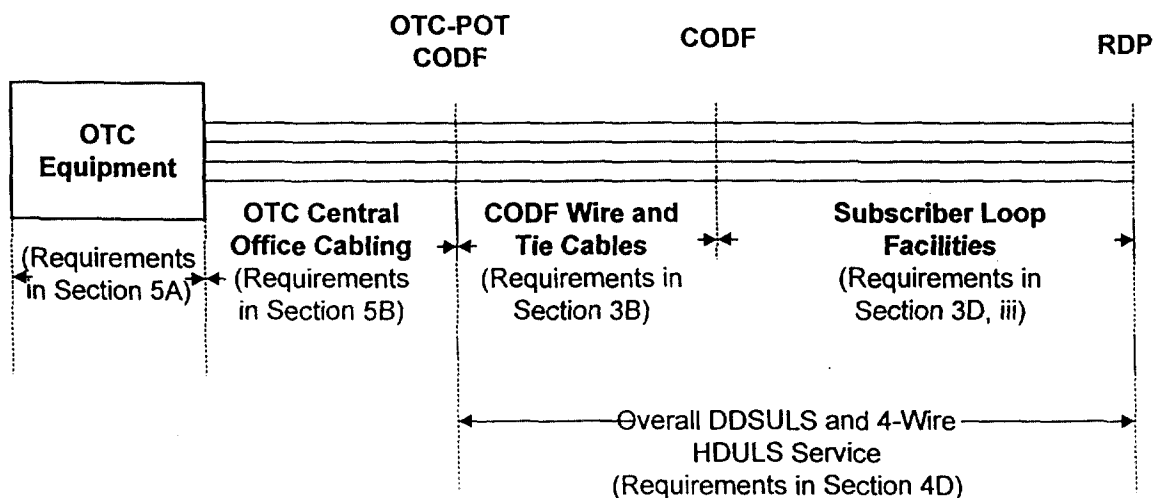 OTC-POT
CODF
CODF
RDP
OTC
Equipment
OTC Central
Office Cabling
(Requirements
in Section 5B)
CODF Wire and
Tie Cables
(Requirements in
Section 3B)
Subscriber Loop
Facilities
(Requirements in
Section 3D, iii)
(Requirements
in Section 5A)
Overall DDSULS and 4-Wire
HDULS Service
(Requirements in Section 4D)